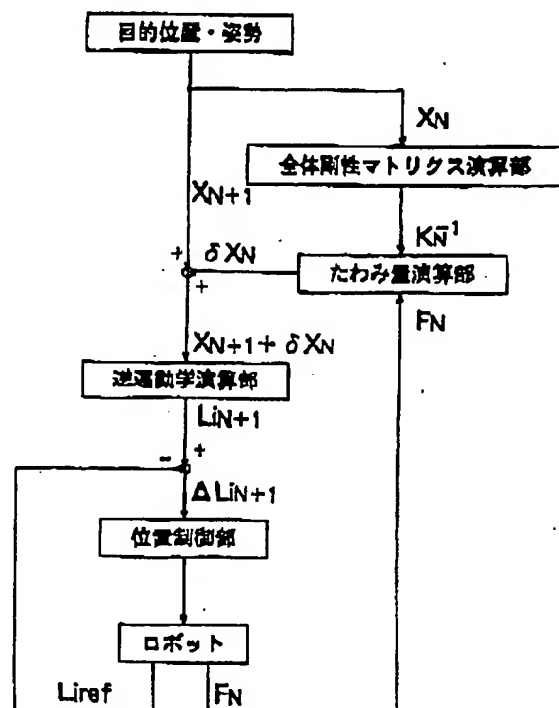 目的位置・姿勢
XN
全体剛性マトリクス演算部
XN+1
KN⁻¹
+ δXN
たわみ量演算部
+
FN
XN+1 + δXN
逆運動学演算部
LiN+1
- +
ΔLiN+1
位置制御部
ロボット
Liref
FN